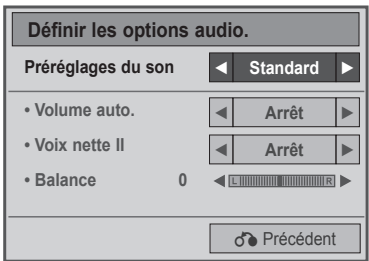 Définir les options audio.
Préréglages du son ◄ Standard ►
• Volume auto. ◄ Arrêt ►
• Voix nette II ◄ Arrêt ►
• Balance 0 ◄ L R ►
Précédent